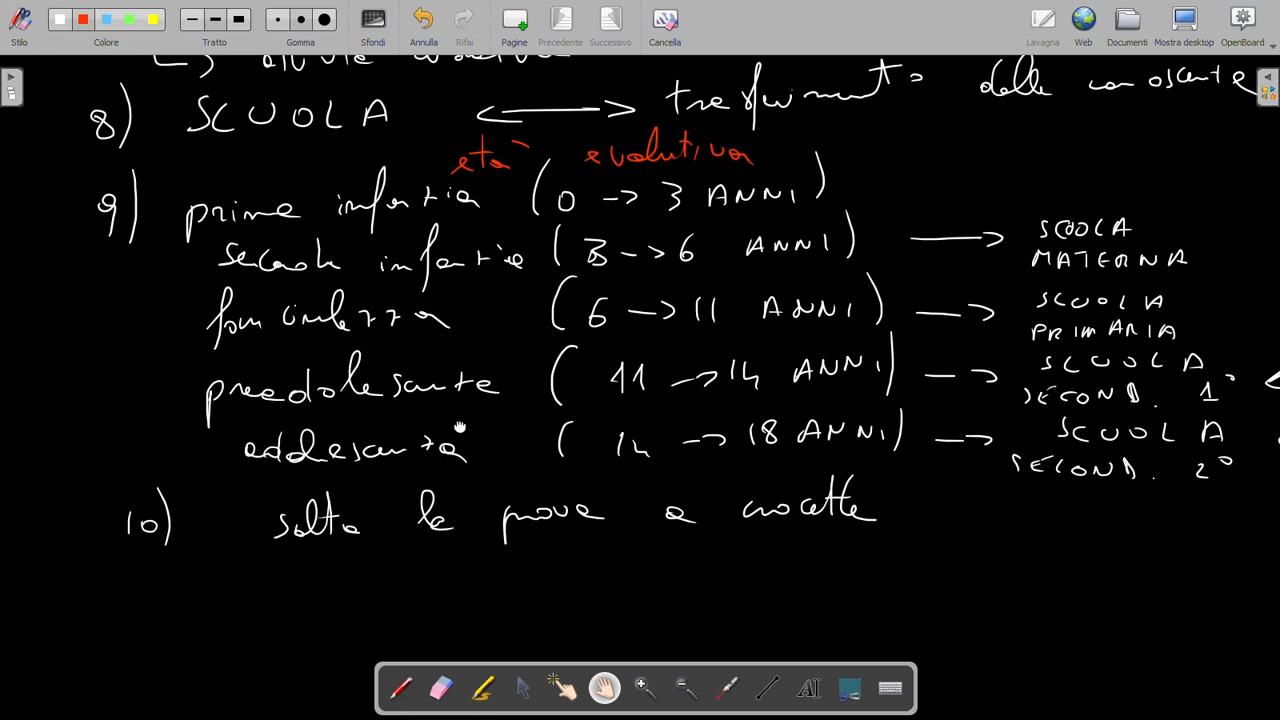 Stilo Colore Tratto Gomma Sfondi Annulla Rifai Pagine Precedente Successivo Cancella Lavagna Web Documenti Mostra desktop OpenBoard
8) SCUOLA trasferimento delle conoscenze
età evolutiva
9) prima infanzia (0 → 3 ANNI)
seconda infanzia (3 → 6 ANNI) → SCUOLA MATERNA
fanciullezza (6 → 11 ANNI) → SCUOLA PRIMARIA
preadolescenza (11 → 14 ANNI) → SCUOLA SECOND. 1°
adolescenza (14 → 18 ANNI) → SCUOLA SECOND. 2°
10) salta la prova a crocette